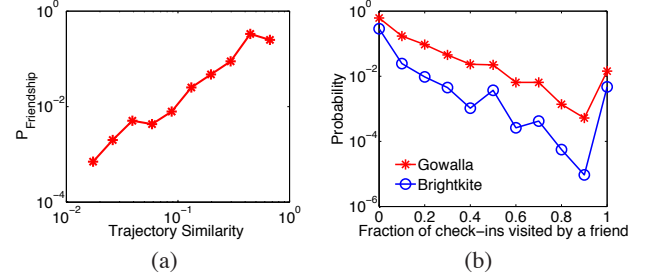 10^0
10^-2
10^-4
P_Friendship
10^-2
10^-1
10^0
Trajectory Similarity
(a)
10^0
10^-2
10^-4
10^-6
Probability
Gowalla
Brightkite
0 0.2 0.4 0.6 0.8 1
Fraction of check-ins visited by a friend
(b)